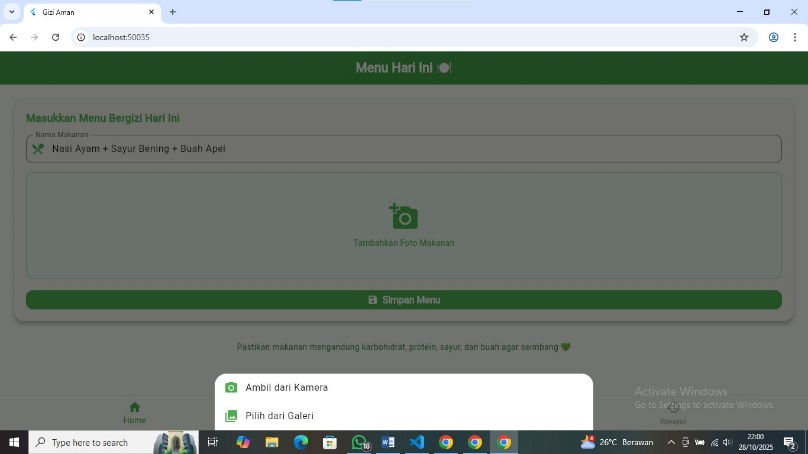 Gizi Aman
localhost:50035
Menu Hari Ini 🍽️
Masukkan Menu Bergizi Hari Ini
Nama Makanan
Nasi Ayam + Sayur Bening + Buah Apel
Tambahkan Foto Makanan
Simpan Menu
Pastikan makanan mengandung karbohidrat, protein, sayur, dan buah agar seimbang 💚
Ambil dari Kamera
Pilih dari Galeri
Activate Windows
Go to Settings to activate Windows.
Home
Riwayat
Type here to search
18
26°C Berawan
22:00
28/10/2025
2